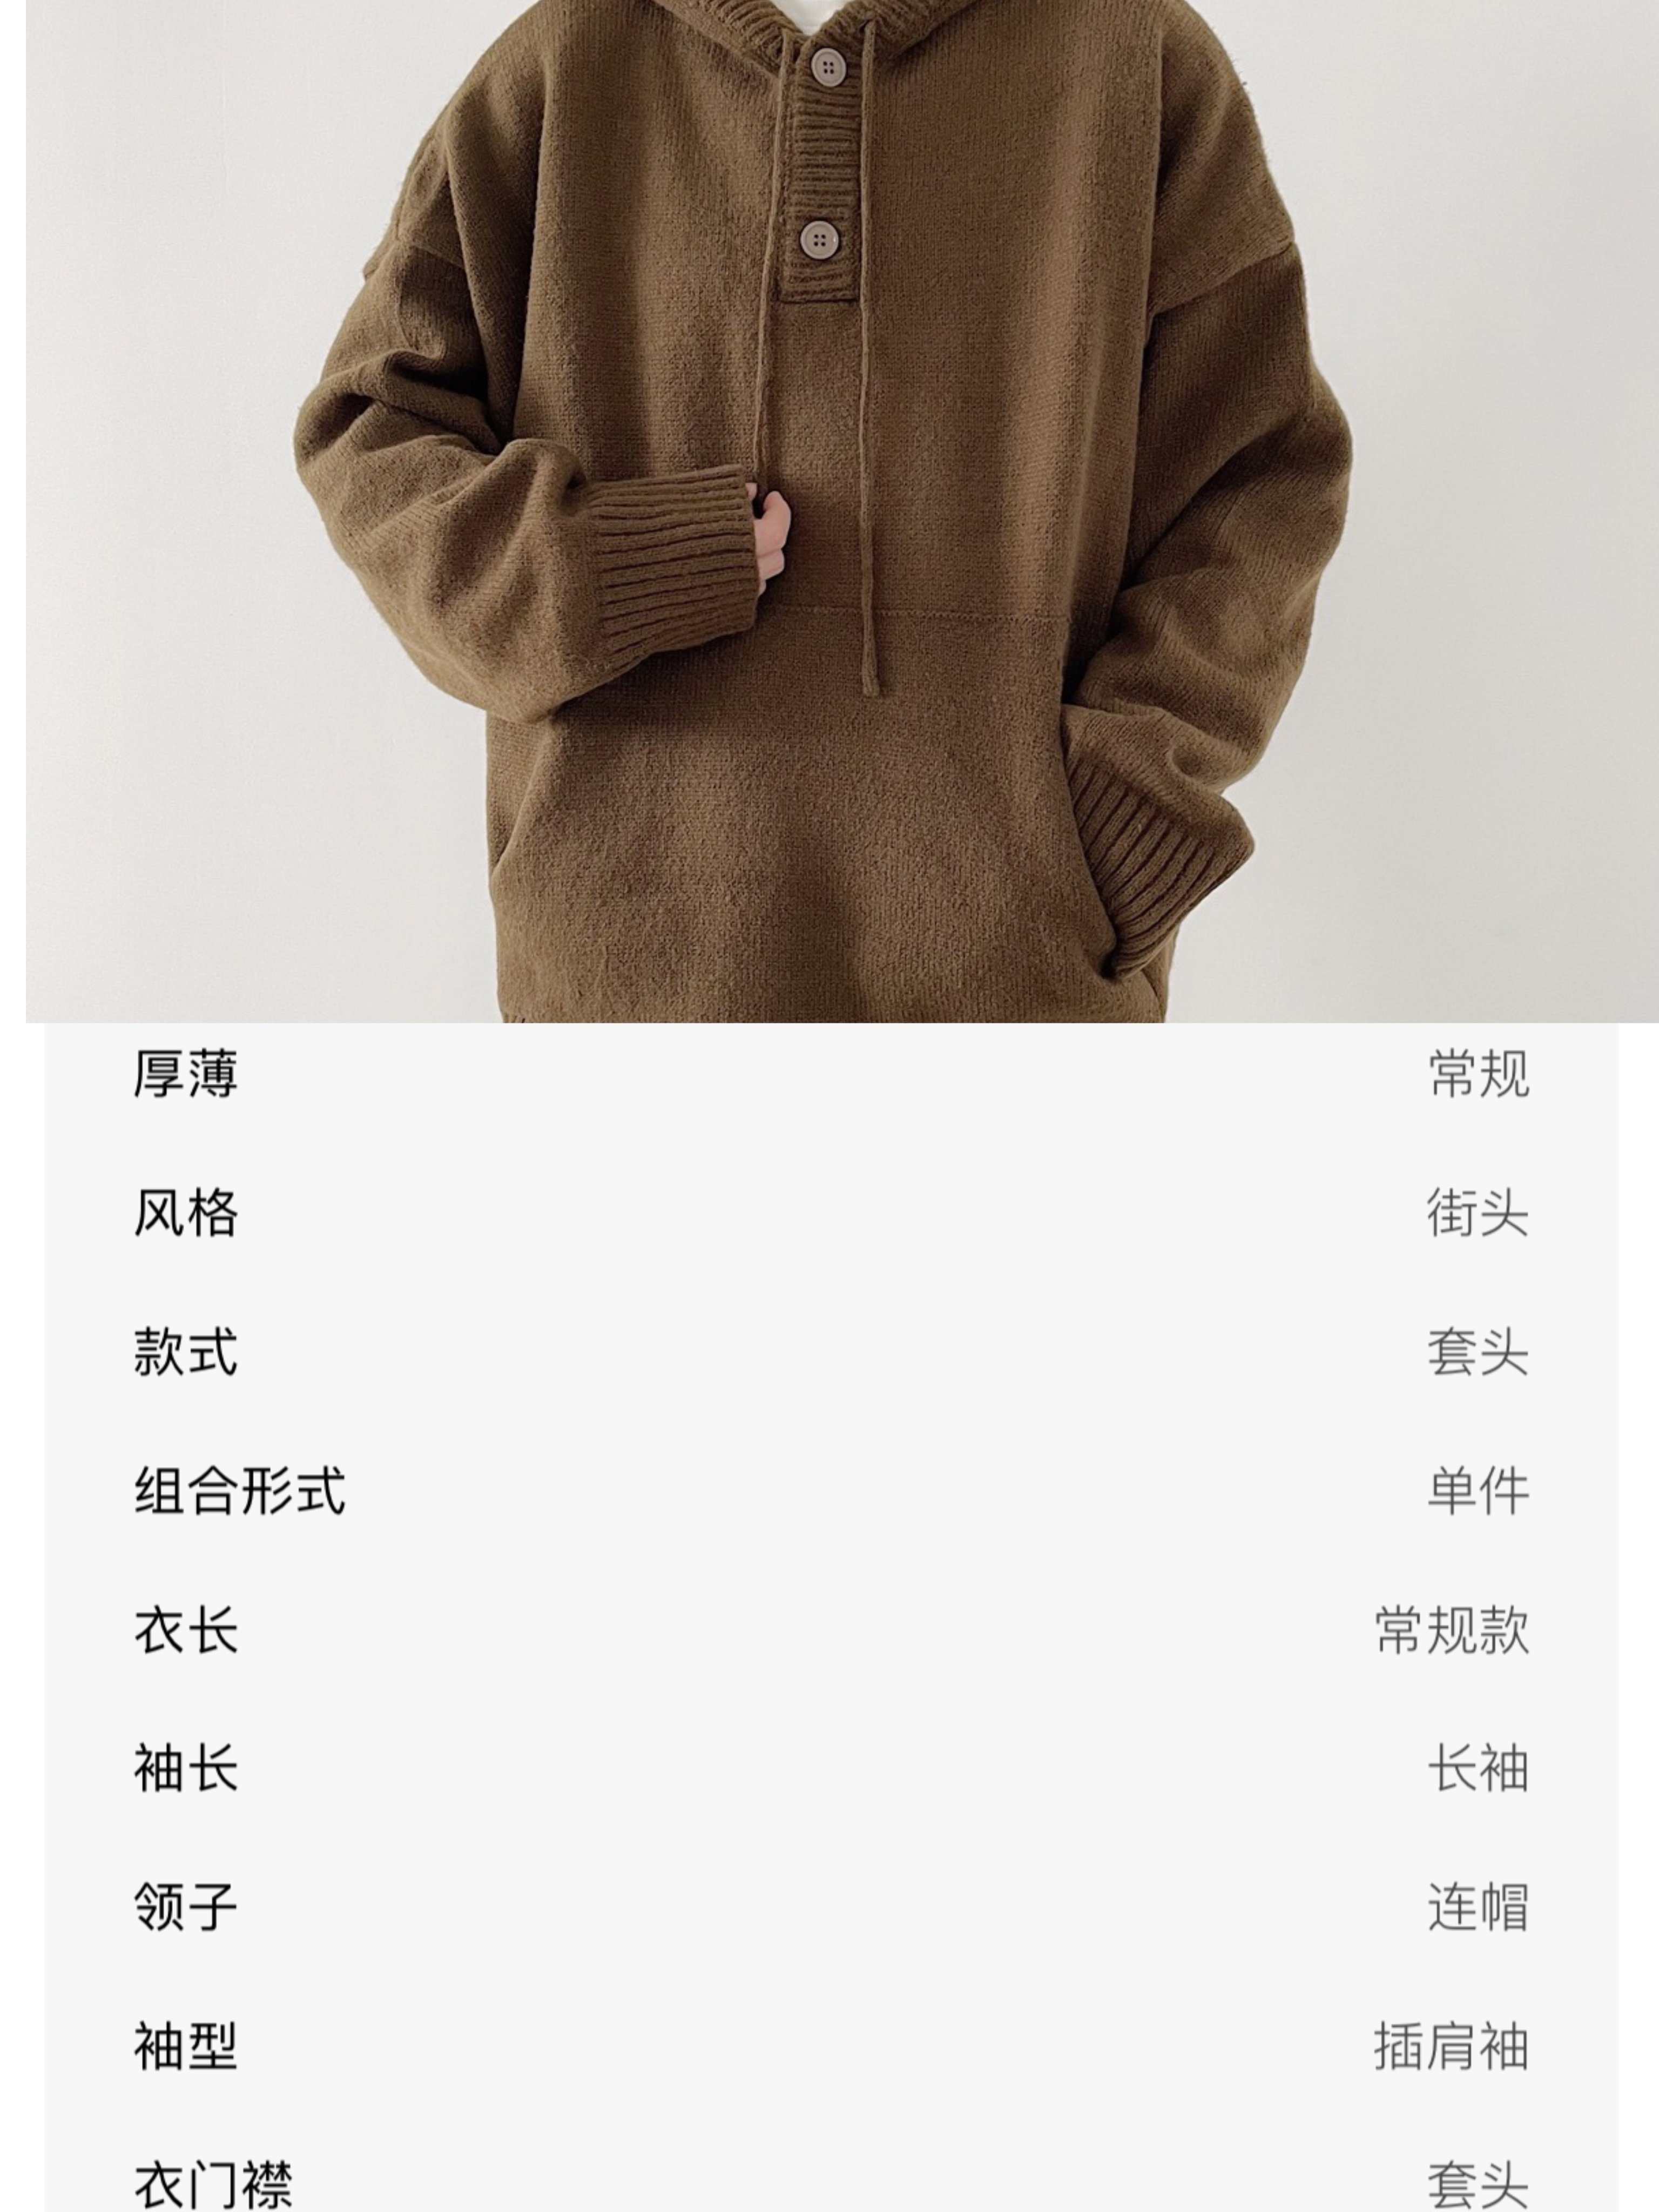 厚薄 常规
风格 街头
款式 套头
组合形式 单件
衣长 常规款
袖长 长袖
领子 连帽
袖型 插肩袖
衣门襟 套头